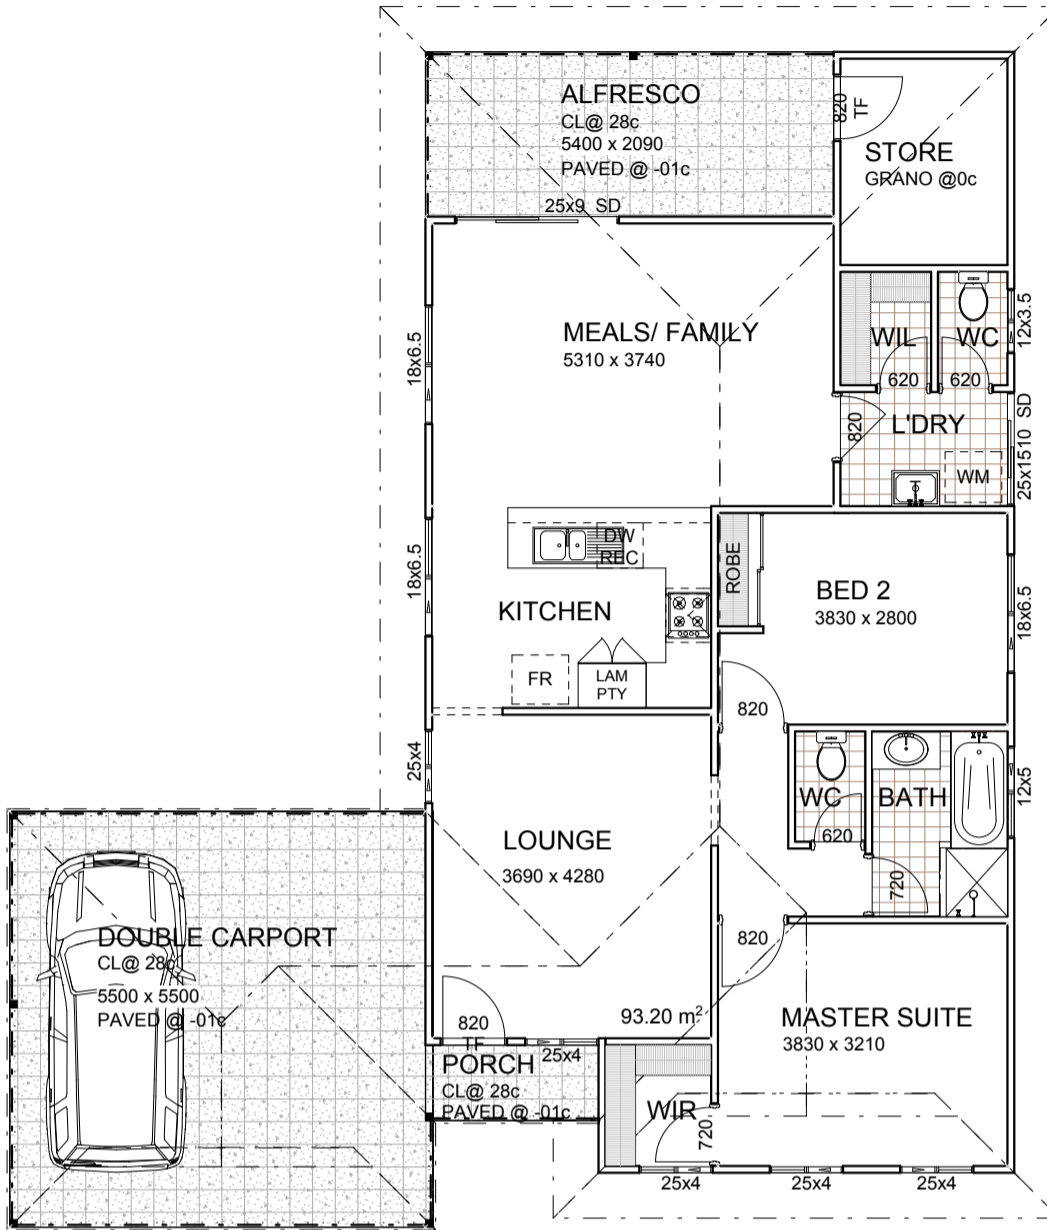 ALFRESCO
CL@ 28c
5400 x 2090
PAVED @ -01c
820
TF
STORE
GRANO @0c
25x9 SD
MEALS/ FAMILY
5310 x 3740
18x6.5
WIL
WC
12x3.5
620
620
820
L'DRY
WM
25x1510 SD
18x6.5
DW
REC
ROBE
BED 2
3830 x 2800
18x6.5
KITCHEN
FR
LAM
PTY
820
25x4
WC
BATH
12x5
620
LOUNGE
3690 x 4280
720
DOUBLE CARPORT
CL@ 28c
5500 x 5500
PAVED @ -01c
820
820
TF
93.20 m²
MASTER SUITE
3830 x 3210
25x4
PORCH
CL@ 28c
PAVED @ -01c
WIR
720
25x4
25x4
25x4